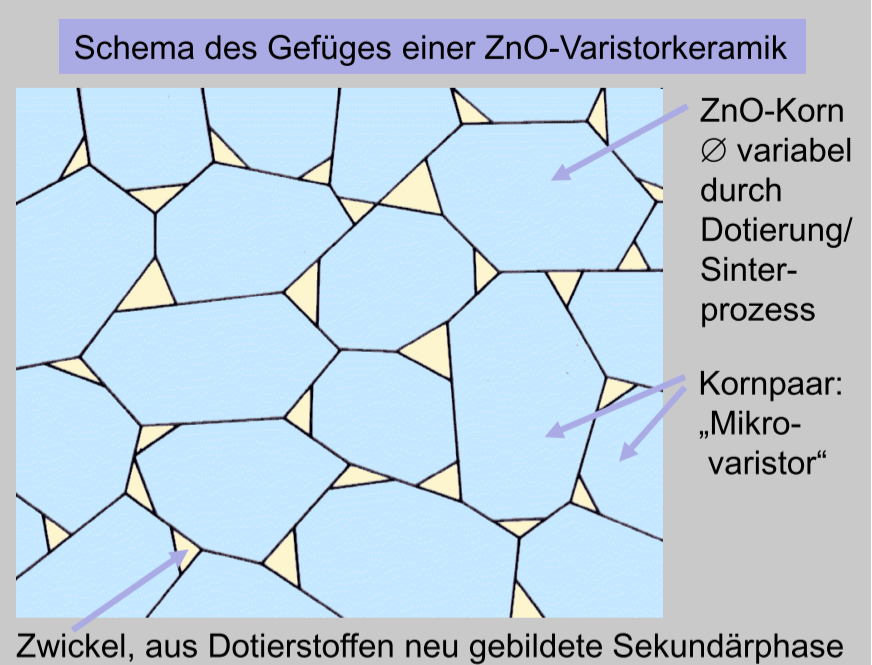 Schema des Gefüges einer ZnO-Varistorkeramik
ZnO-Korn
∅ variabel
durch
Dotierung/
Sinter-
prozess
Kornpaar:
„Mikro-
varistor“
Zwickel, aus Dotierstoffen neu gebildete Sekundärphase